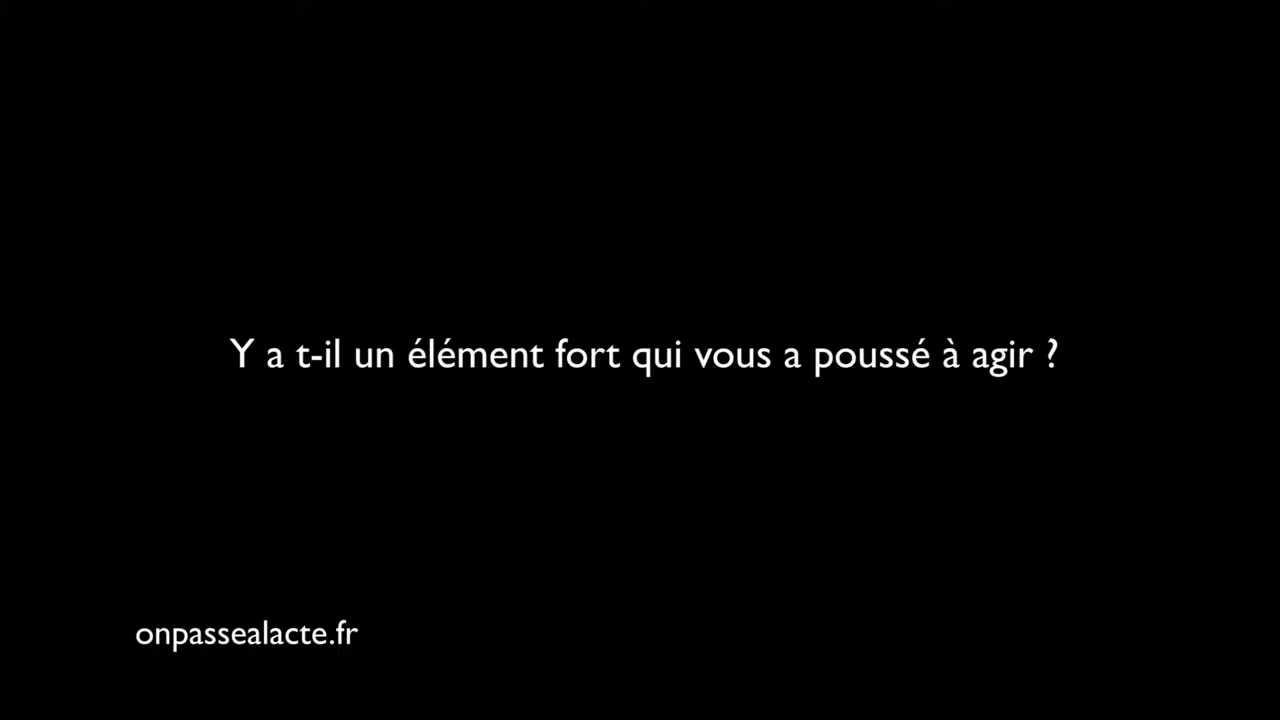 Y a t-il un élément fort qui vous a poussé à agir ?
onpassealacte.fr